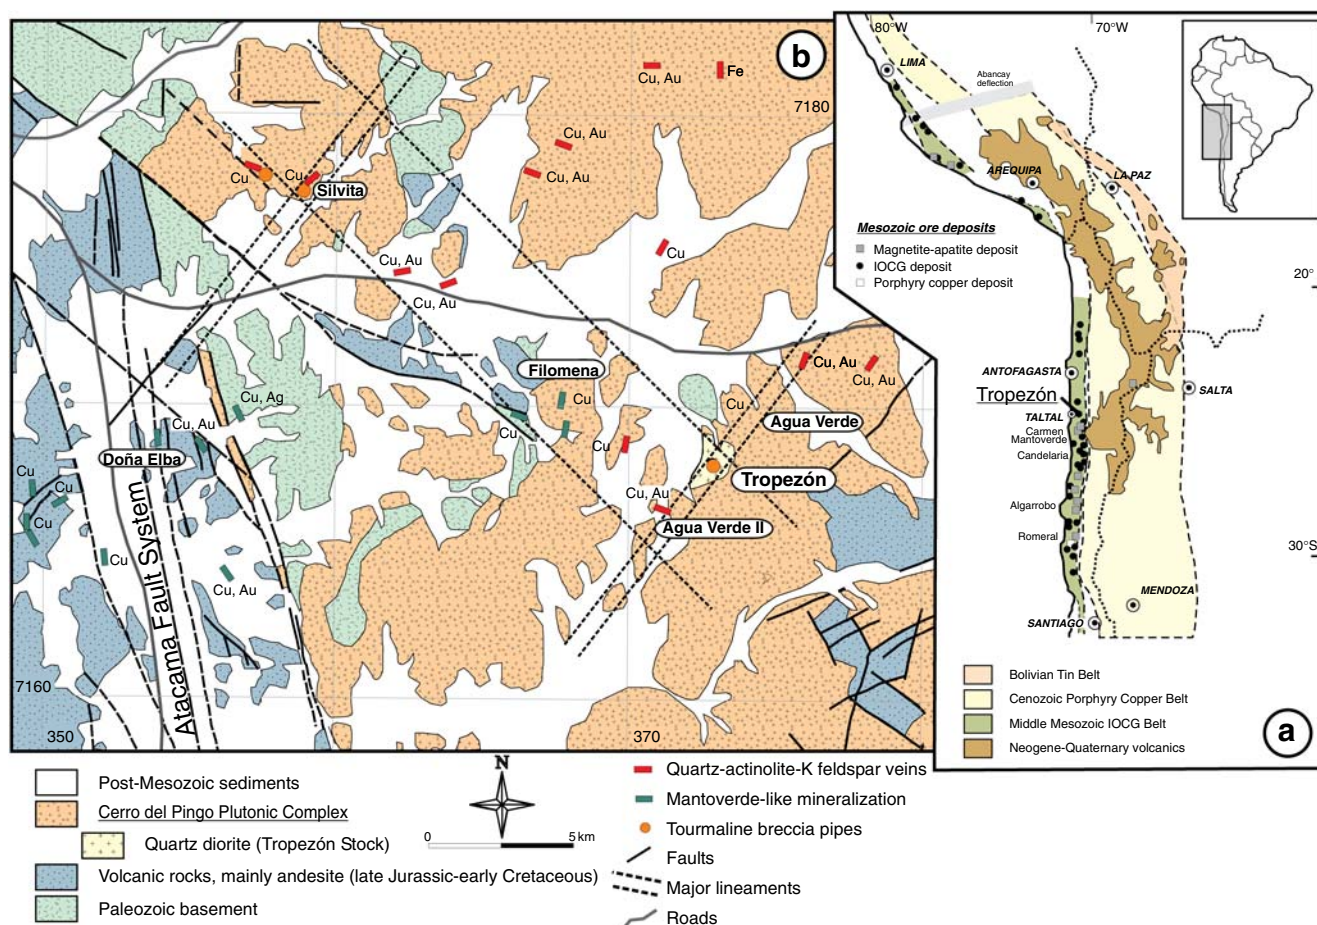 b
7180
Cu, Au
Fe
Cu, Au
Cu, Au
Cu
Cu
Silvita
Cu
Cu, Au
Cu, Au
Filomena
Cu
Cu
Cu
Cu, Au
Cu, Au
Cu
Agua Verde
Tropezón
Cu, Au
Agua Verde II
Cu, Ag
Cu, Au
Doña Elba
Cu
Cu
Cu
Cu
Cu, Au
Atacama Fault System
7160
350
370
a
80°W
70°W
LIMA
Abancay
deflection
AREQUIPA
LA PAZ
Mesozoic ore deposits
Magnetite-apatite deposit
IOCG deposit
Porphyry copper deposit
20°
ANTOFAGASTA
SALTA
Tropezón
TALTAL
Carmen
Mantoverde
Candelaria
Algarrobo
Romeral
30°S
MENDOZA
SANTIAGO
Bolivian Tin Belt
Cenozoic Porphyry Copper Belt
Middle Mesozoic IOCG Belt
Neogene-Quaternary volcanics
Post-Mesozoic sediments
Cerro del Pingo Plutonic Complex
Quartz diorite (Tropezón Stock)
Volcanic rocks, mainly andesite (late Jurassic-early Cretaceous)
Paleozoic basement
N
0 5 km
Quartz-actinolite-K feldspar veins
Mantoverde-like mineralization
Tourmaline breccia pipes
Faults
Major lineaments
Roads